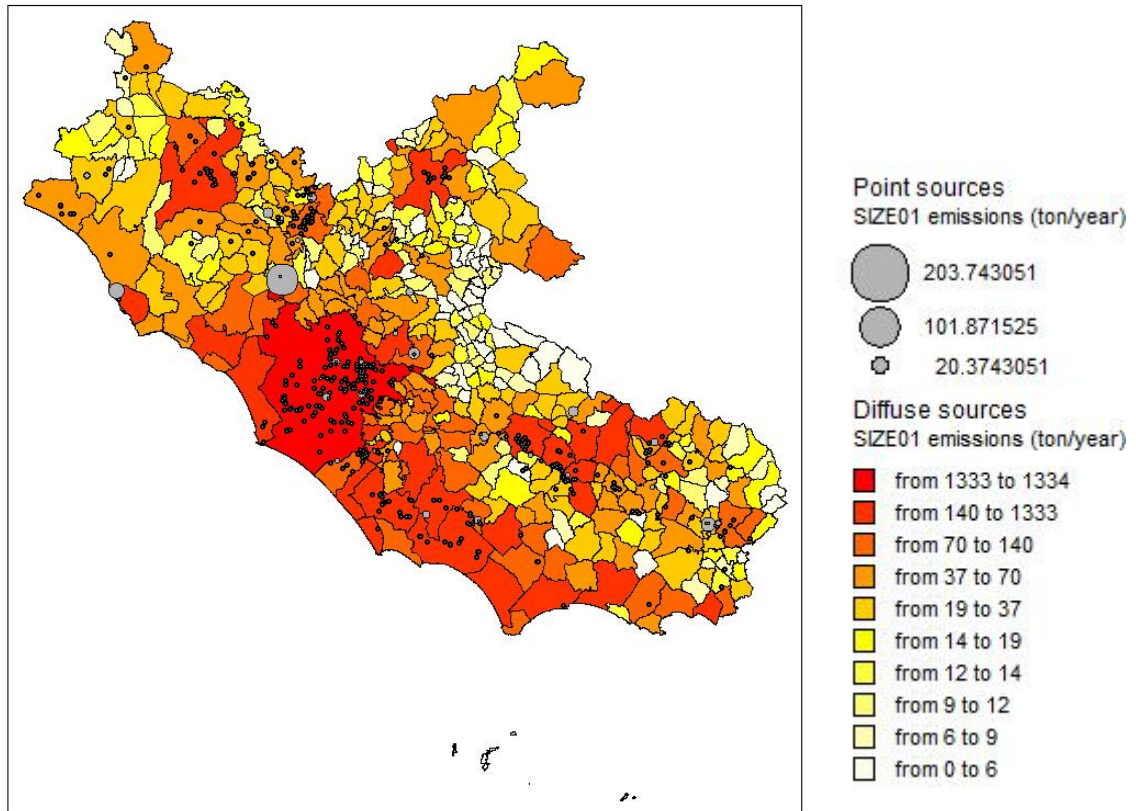 Point sources
SIZE01 emissions (ton/year)
203.743051
101.871525
20.3743051
Diffuse sources
SIZE01 emissions (ton/year)
from 1333 to 1334
from 140 to 1333
from 70 to 140
from 37 to 70
from 19 to 37
from 14 to 19
from 12 to 14
from 9 to 12
from 6 to 9
from 0 to 6